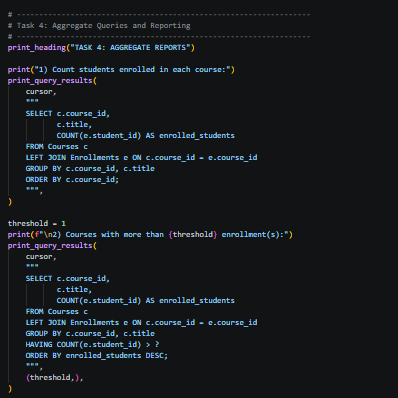 # ------------------------------------------------------------------
# Task 4: Aggregate Queries and Reporting
# ------------------------------------------------------------------
print_heading("TASK 4: AGGREGATE REPORTS")
print("1) Count students enrolled in each course:")
print_query_results(
    cursor,
    """
    SELECT c.course_id,
           c.title,
           COUNT(e.student_id) AS enrolled_students
    FROM Courses c
    LEFT JOIN Enrollments e ON c.course_id = e.course_id
    GROUP BY c.course_id, c.title
    ORDER BY c.course_id;
    """,
)
threshold = 1
print(f"\n2) Courses with more than {threshold} enrollment(s):")
print_query_results(
    cursor,
    """
    SELECT c.course_id,
           c.title,
           COUNT(e.student_id) AS enrolled_students
    FROM Courses c
    LEFT JOIN Enrollments e ON c.course_id = e.course_id
    GROUP BY c.course_id, c.title
    HAVING COUNT(e.student_id) > ?
    ORDER BY enrolled_students DESC;
    """,
    (threshold,),
)